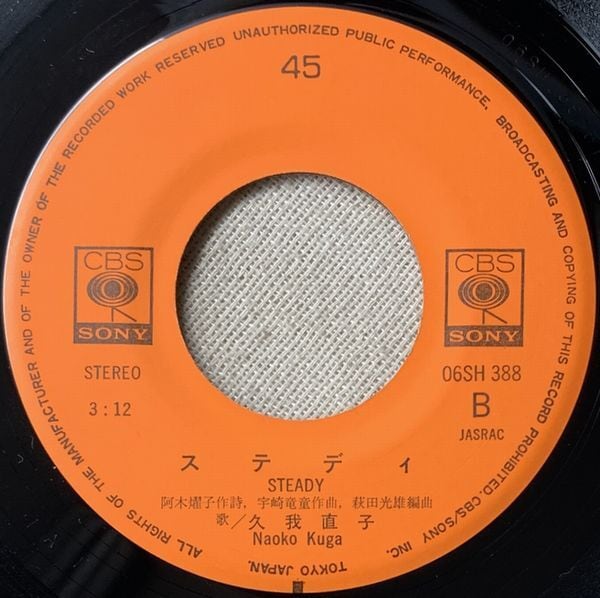 ALL RIGHTS OF THE MANUFACTURER AND OF THE OWNER OF THE RECORDED WORK RESERVED UNAUTHORIZED PUBLIC PERFORMANCE, BROADCASTING AND COPYING OF THIS RECORD PROHIBITED. CBS/SONY INC. TOKYO JAPAN.
45
CBS
SONY
CBS
SONY
STEREO
06SH 388
3:12
B
JASRAC
ステディ
STEADY
阿木燿子作詩, 宇崎竜童作曲, 萩田光雄編曲
歌/久我直子
Naoko Kuga